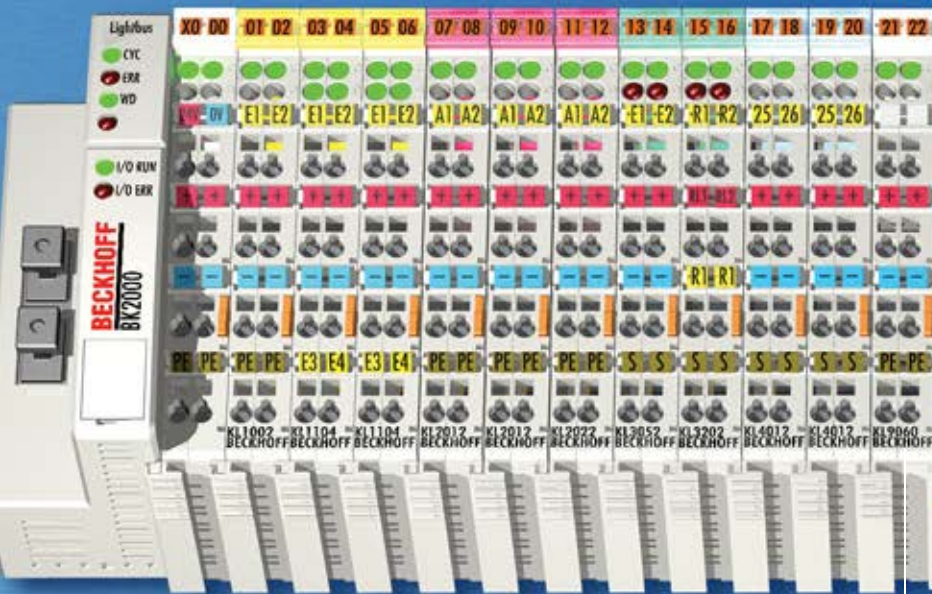 Lightbus
CYC
ERR
WD
I/O RUN
I/O ERR
BECKHOFF
BK2000
X0 00 01 02 03 04 05 06 07 08 09 10 11 12 13 14 15 16 17 18 19 20 21 22
0V E1 E2 E1 E2 E1 E2 A1 A2 A1 A2 A1 A2 E1 E2 R1 R2 25 26 25 26
+ + + + + + + + + + + + + + + + RL1 RL2 + + + + + +
- - - - - - - - - - - - - - - - R1 R1 - - - - - -
PE PE PE PE E3 E4 E3 E4 PE PE PE PE PE PE S S S S S S S S PE PE
KL1002 KL1104 KL1104 KL2012 KL2012 KL2022 KL3052 KL3202 KL4012 KL4012 KL9060
BECKHOFF BECKHOFF BECKHOFF BECKHOFF BECKHOFF BECKHOFF BECKHOFF BECKHOFF BECKHOFF BECKHOFF BECKHOFF